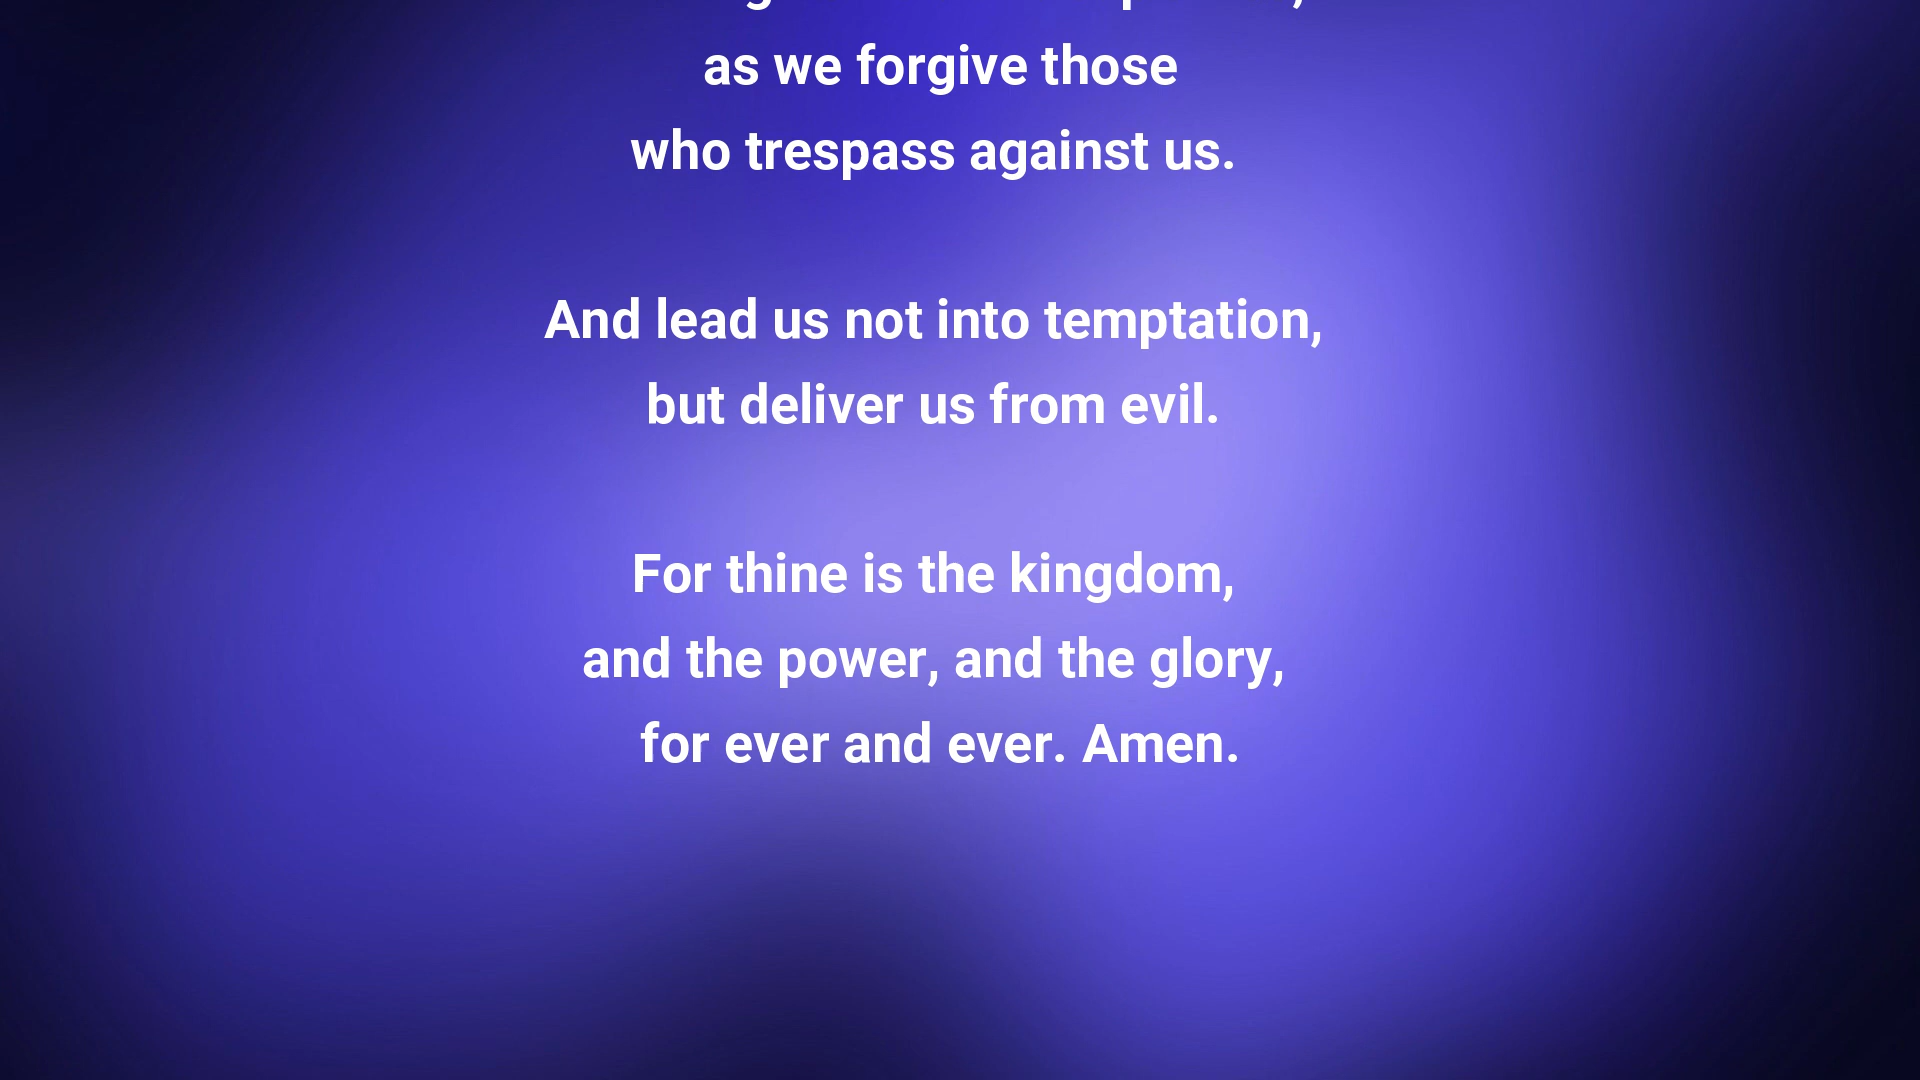 as we forgive those
who trespass against us.
And lead us not into temptation,
but deliver us from evil.
For thine is the kingdom,
and the power, and the glory,
for ever and ever. Amen.